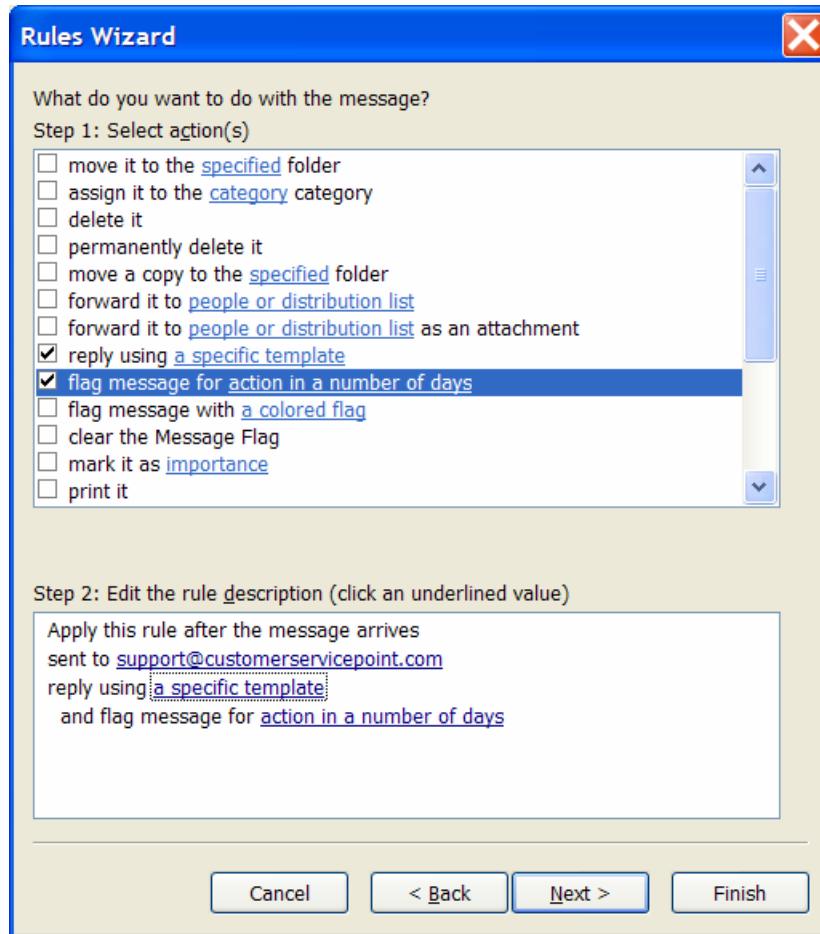 Rules Wizard
What do you want to do with the message?
Step 1: Select action(s)
move it to the specified folder
assign it to the category category
delete it
permanently delete it
move a copy to the specified folder
forward it to people or distribution list
forward it to people or distribution list as an attachment
reply using a specific template
flag message for action in a number of days
flag message with a colored flag
clear the Message Flag
mark it as importance
print it
Step 2: Edit the rule description (click an underlined value)
Apply this rule after the message arrives
sent to support@customerservicepoint.com
reply using a specific template
and flag message for action in a number of days
Cancel < Back Next > Finish